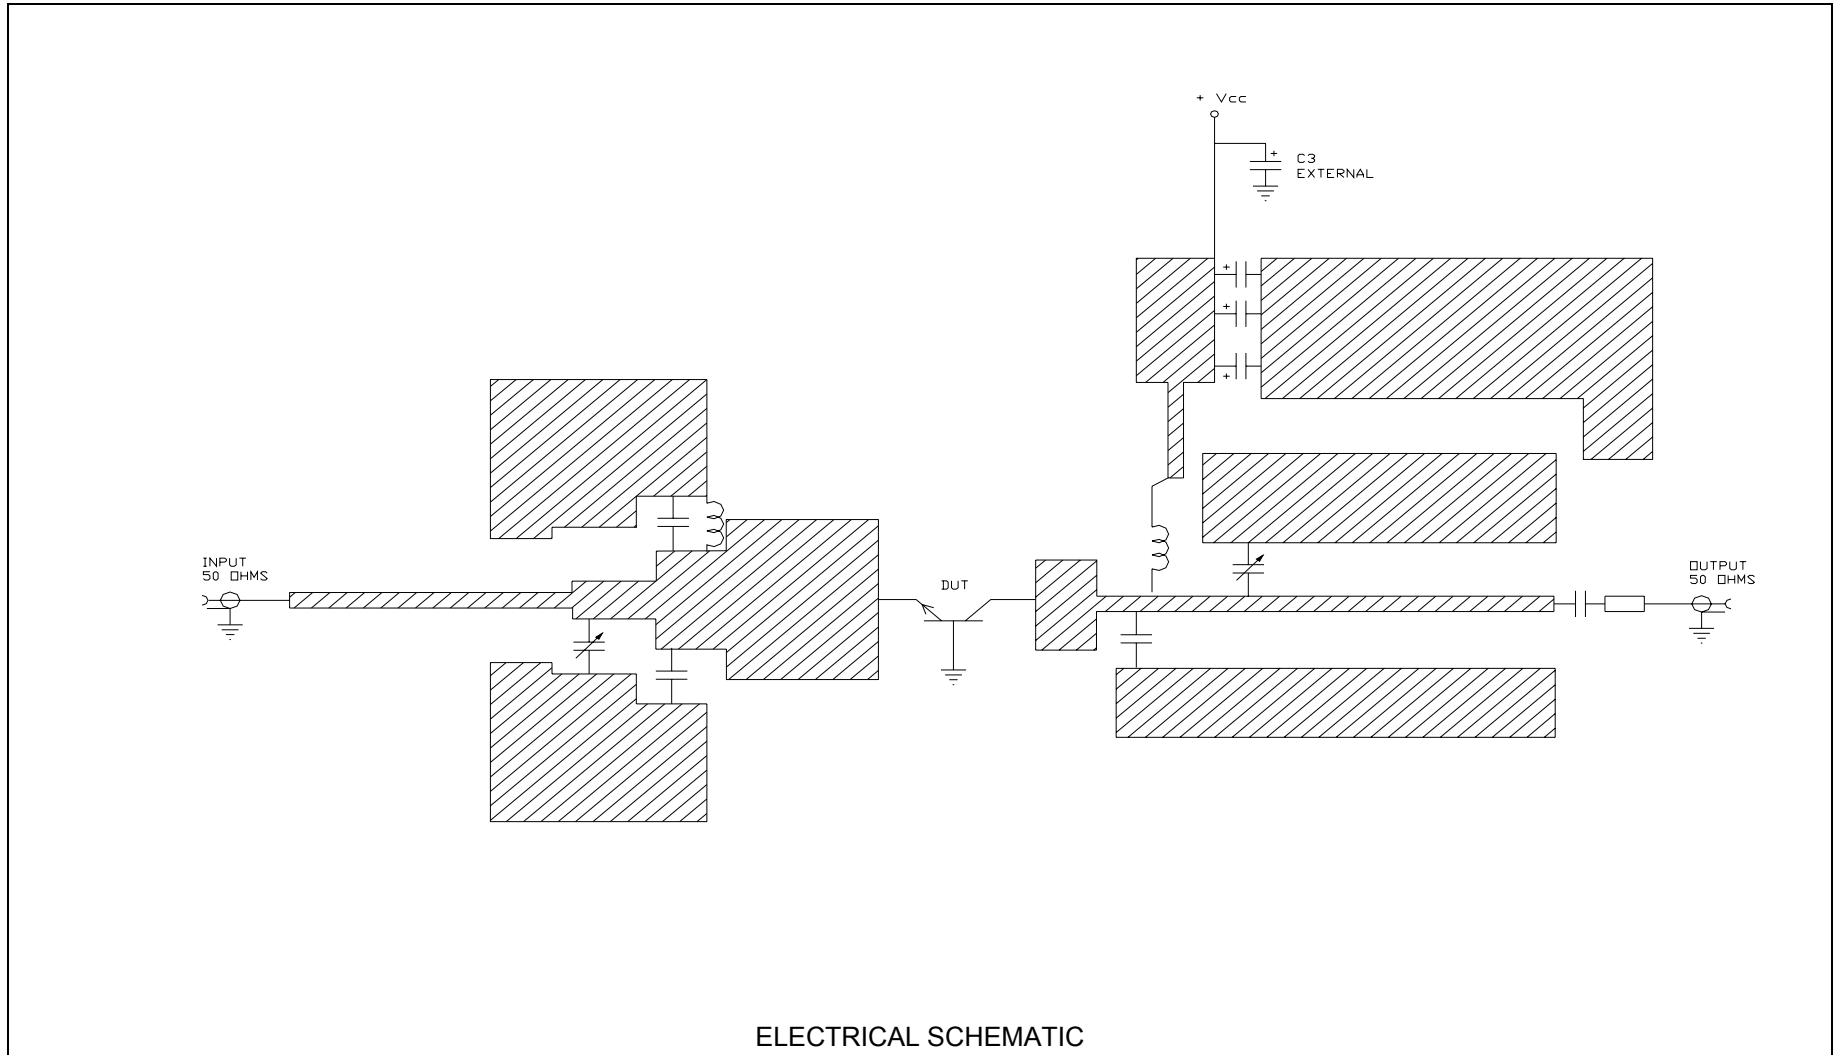 + Vcc
+ C3
EXTERNAL
+
+
+
INPUT
50 OHMS
DUT
OUTPUT
50 OHMS
ELECTRICAL SCHEMATIC